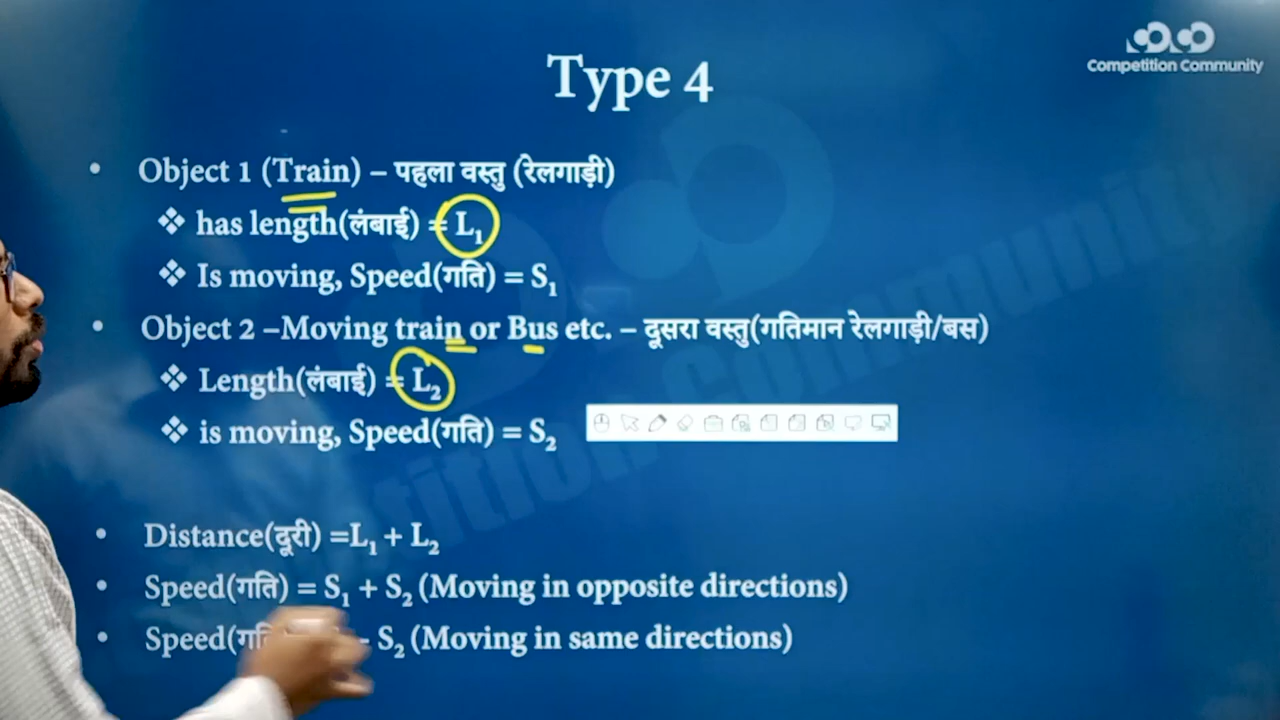 Competition Community
Type 4
• Object 1 (Train) – पहला वस्तु (रेलगाड़ी)
❖ has length(लंबाई) = L₁
❖ Is moving, Speed(गति) = S₁
• Object 2 –Moving train or Bus etc. – दूसरा वस्तु(गतिमान रेलगाड़ी/बस)
❖ Length(लंबाई) = L₂
❖ is moving, Speed(गति) = S₂
• Distance(दूरी) =L₁ + L₂
• Speed(गति) = S₁ + S₂ (Moving in opposite directions)
• Speed(गति - S₂ (Moving in same directions)